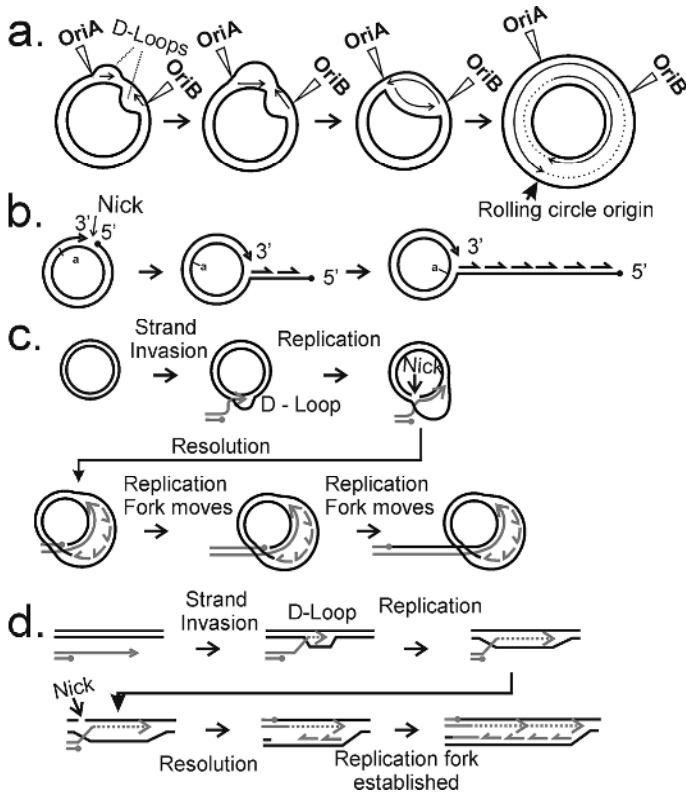 a.
OriA
D-Loops
OriB
OriA
OriB
OriA
OriB
OriA
OriB
Rolling circle origin
b.
Nick
3' 5'
a
3'
a
5'
3'
a
5'
c.
Strand
Invasion
Replication
D - Loop
Nick
Resolution
Replication
Fork moves
Replication
Fork moves
d.
Strand
Invasion
D-Loop
Replication
Nick
Resolution
Replication fork
established